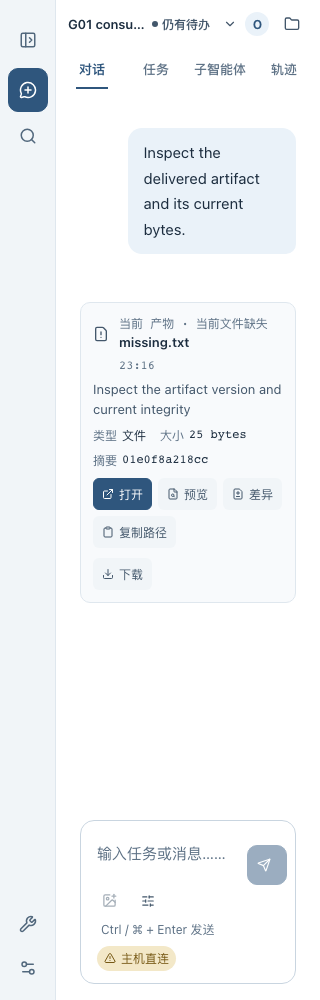 G01 consu... 仍有待办 O
对话 任务 子智能体 轨迹
Inspect the
delivered artifact
and its current
bytes.
当前 产物 · 当前文件缺失
missing.txt
23:16
Inspect the artifact version and
current integrity
类型 文件 大小 25 bytes
摘要 01e0f8a218cc
打开 预览 差异
复制路径
下载
输入任务或消息......
Ctrl / ⌘ + Enter 发送
主机直连